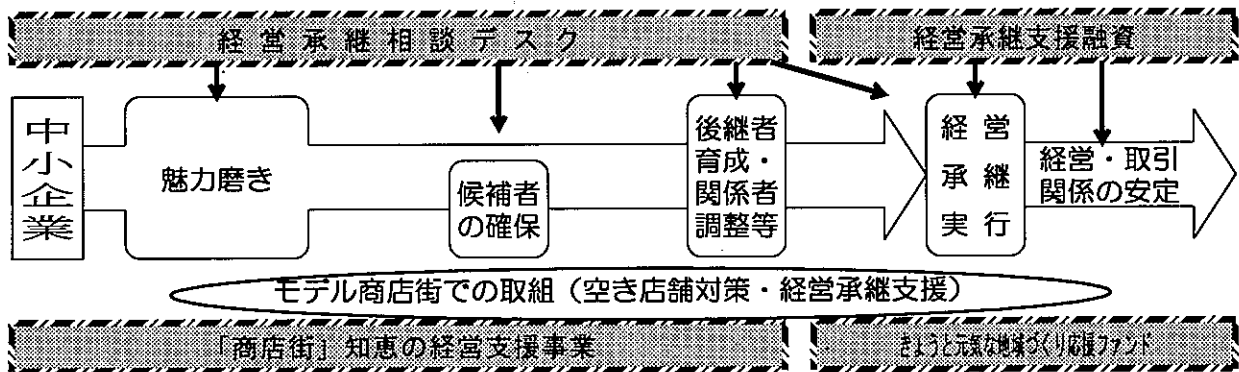 経営承継相談デスク
経営承継支援融資
中小企業
魅力磨き
候補者
の確保
後継者
育成・
関係者
調整等
経営
承継
実行
経営・取引
関係の安定
モデル商店街での取組（空き店舗対策・経営承継支援）
「商店街」知恵の経営支援事業
きょうと元気な地域づくり応援ファンド